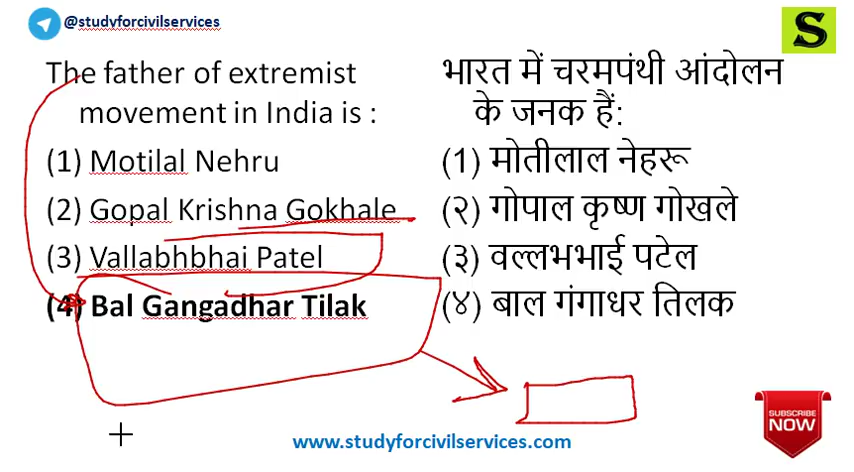 @studyforcivilservices
S
The father of extremist
movement in India is :
(1) Motilal Nehru
(2) Gopal Krishna Gokhale
(3) Vallabhbhai Patel
(4) Bal Gangadhar Tilak
भारत में चरमपंथी आंदोलन
के जनक हैं:
(1) मोतीलाल नेहरू
(२) गोपाल कृष्ण गोखले
(३) वल्लभभाई पटेल
(४) बाल गंगाधर तिलक
SUBSCRIBE
NOW
www.studyforcivilservices.com